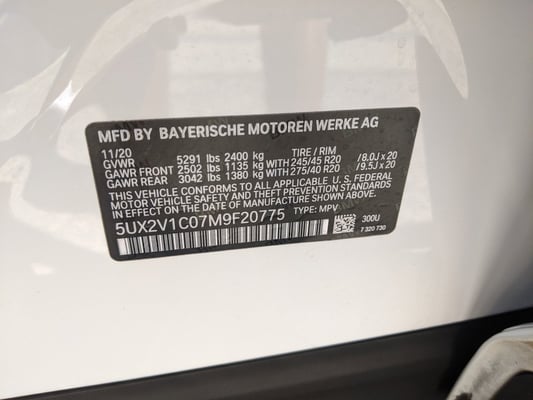 MFD BY BAYERISCHE MOTOREN WERKE AG
11/20 TIRE / RIM
GVWR 5291 lbs 2400 kg
GAWR FRONT 2502 lbs 1135 kg WITH 245/45 R20 /8.0J x 20
GAWR REAR 3042 lbs 1380 kg WITH 275/40 R20 /9.5J x 20
THIS VEHICLE CONFORMS TO ALL APPLICABLE U.S. FEDERAL
MOTOR VEHICLE SAFETY AND THEFT PREVENTION STANDARDS
IN EFFECT ON THE DATE OF MANUFACTURE SHOWN ABOVE.
5UX2V1C07M9F20775 TYPE: MPV
300U
7 320 730